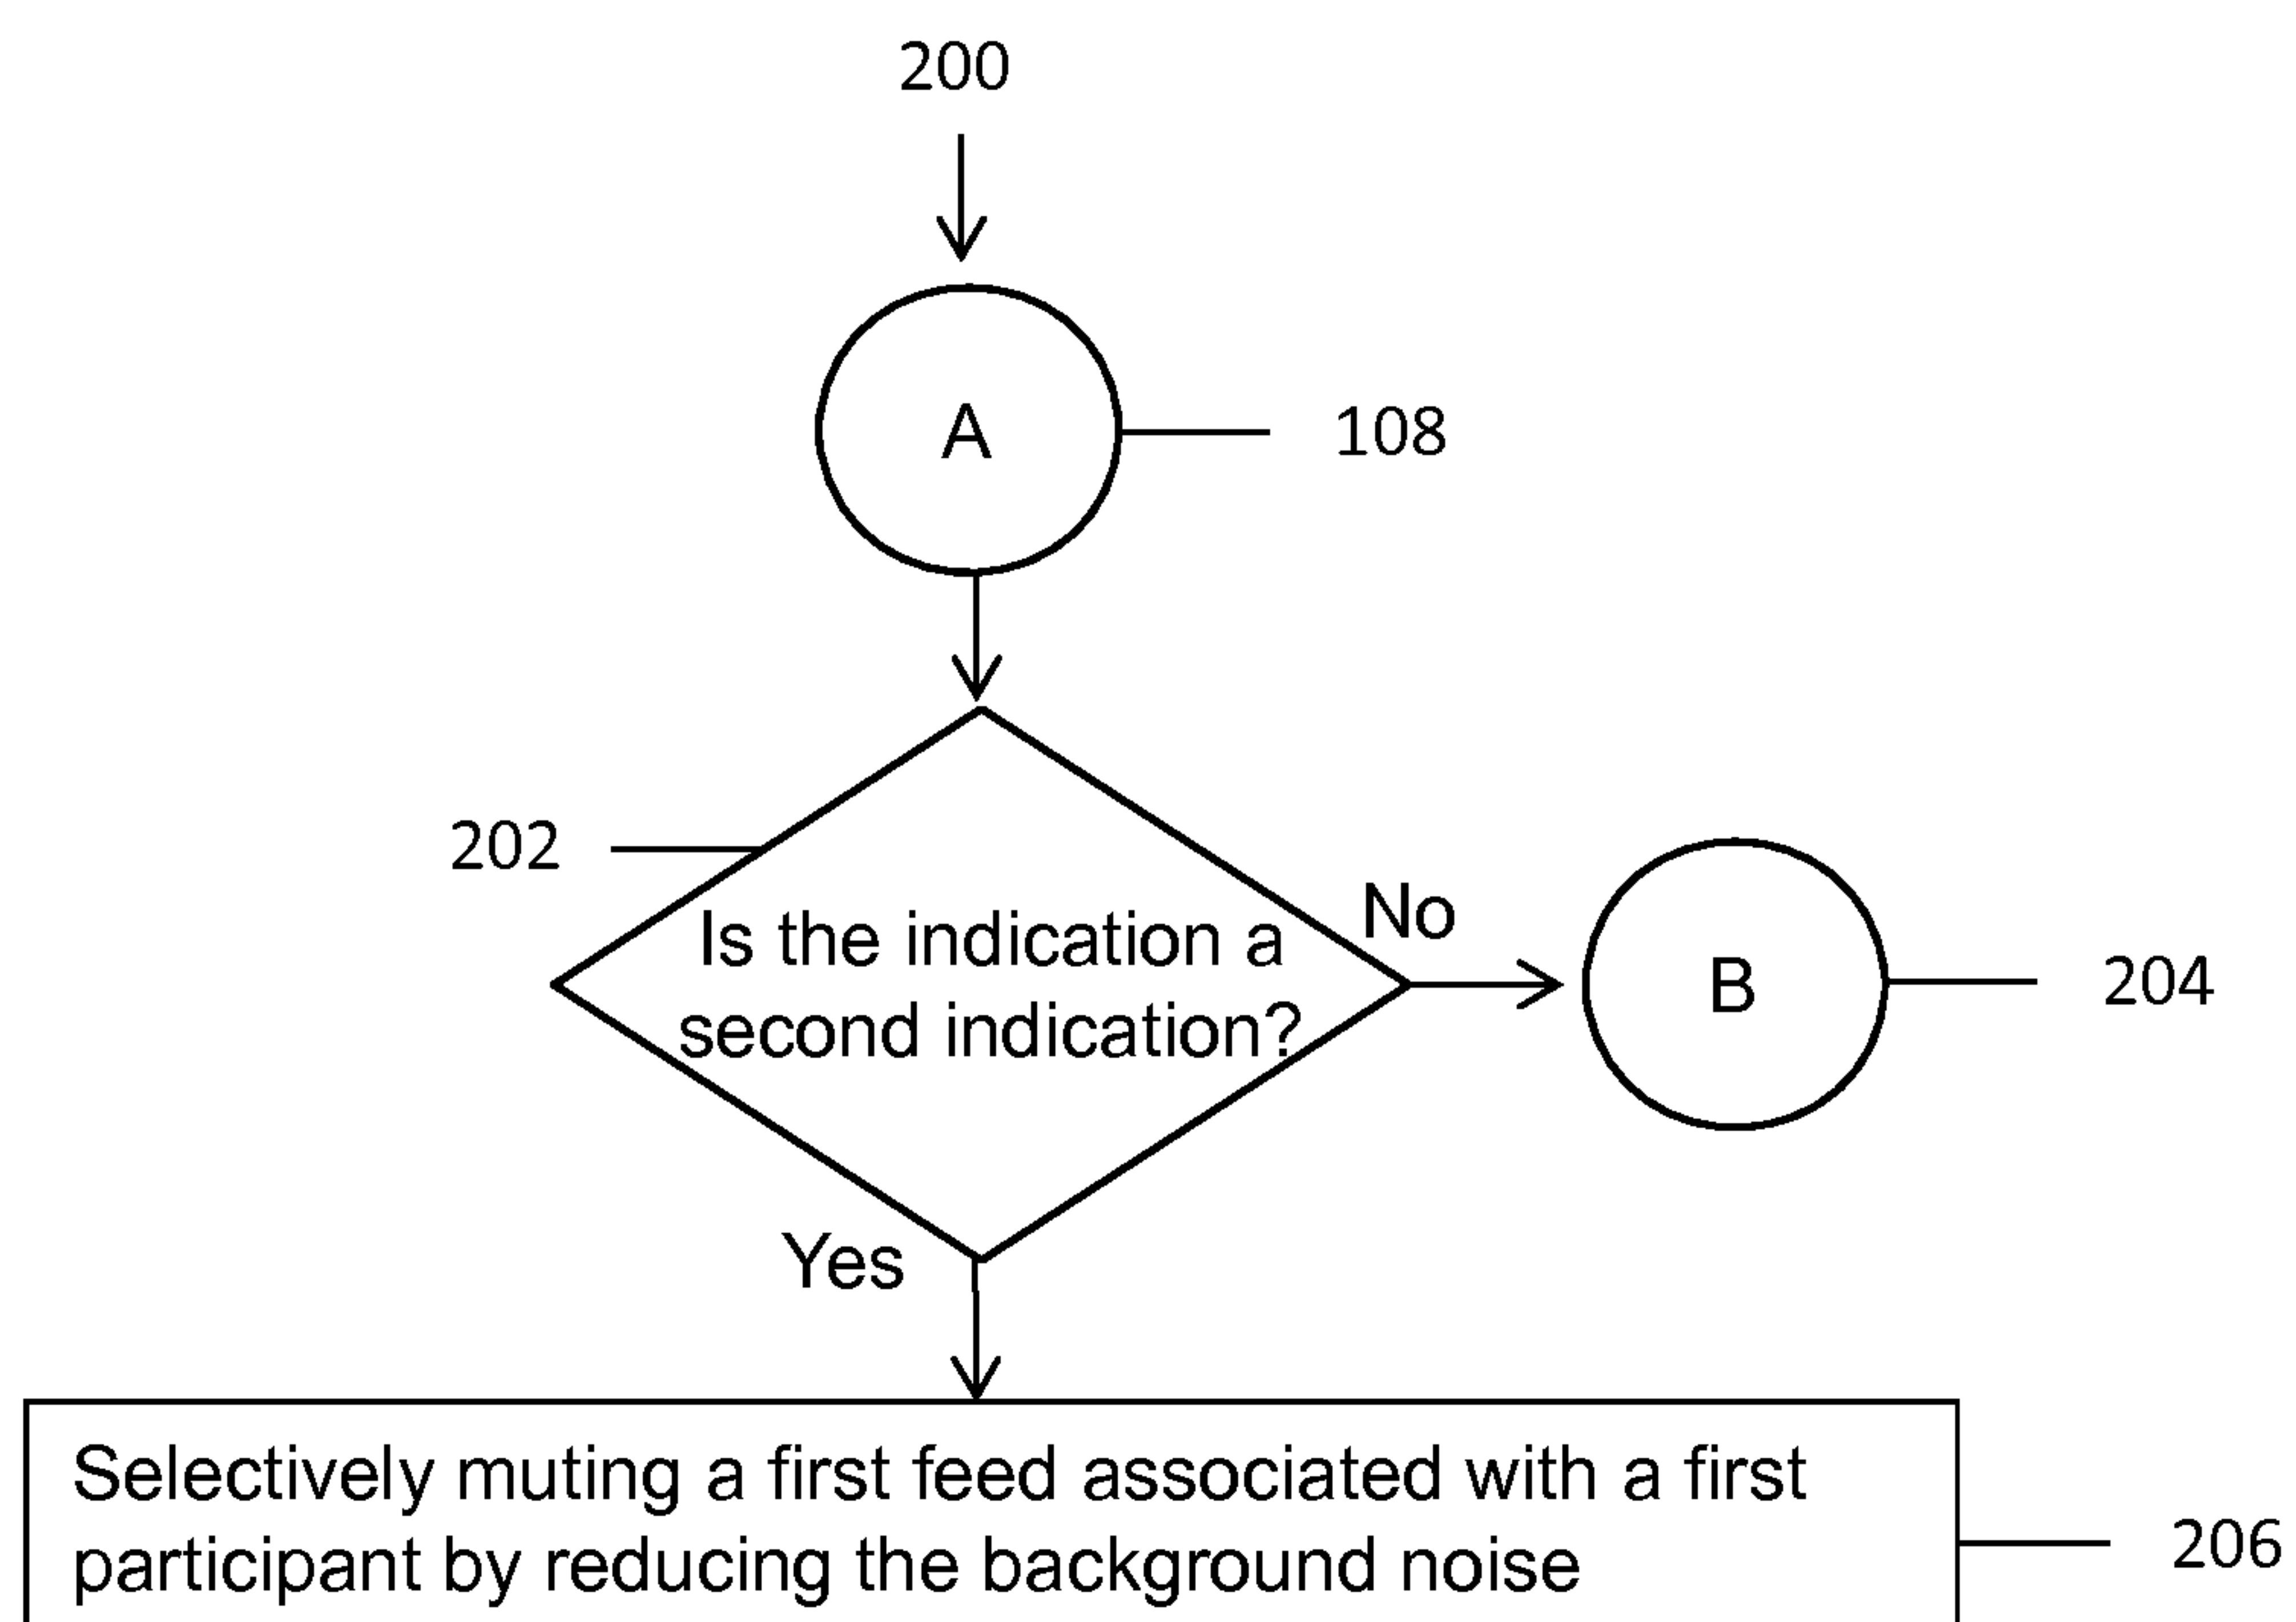 200
A
108
202
Is the indication a
second indication?
No
B
204
Yes
Selectively muting a first feed associated with a first
participant by reducing the background noise
206